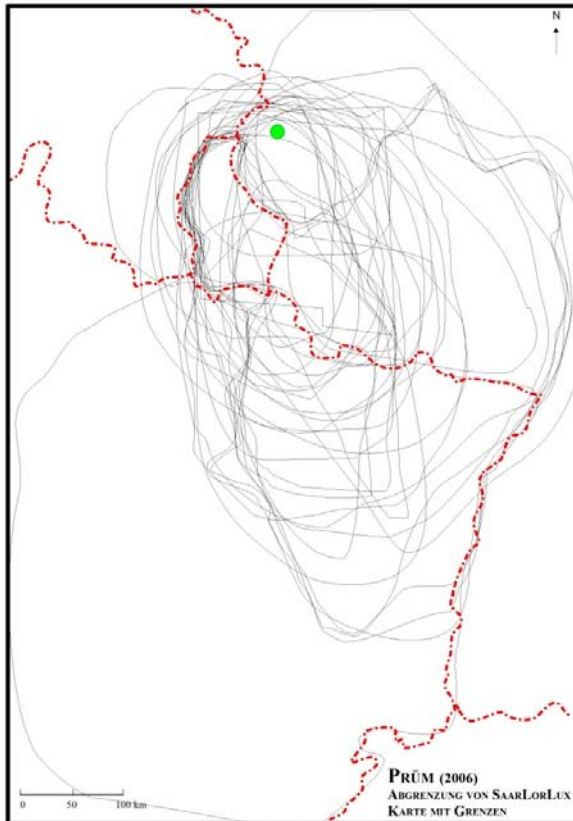 N
0 50 100 km
PRÜM (2006)
ABGRENZUNG VON SAARLORLUX
KARTE MIT GRENZEN